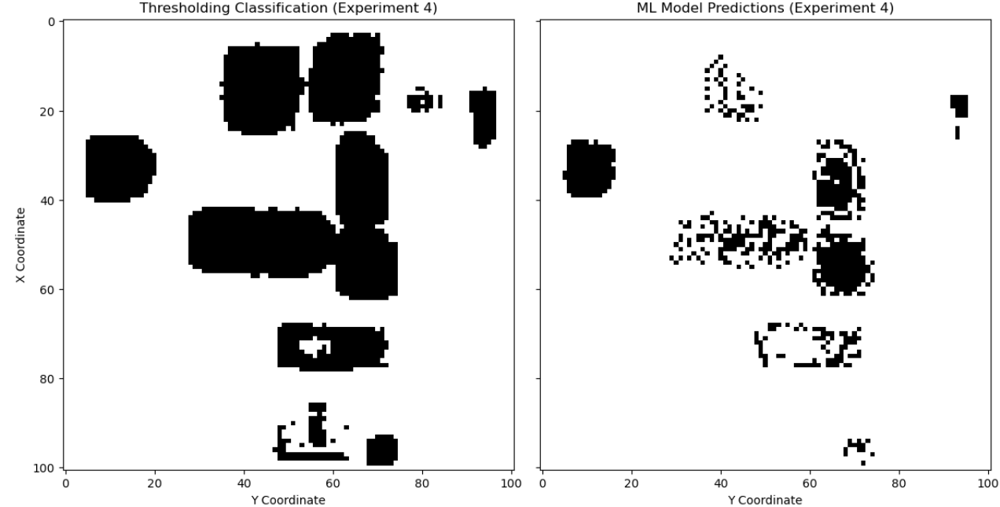 Thresholding Classification (Experiment 4)
ML Model Predictions (Experiment 4)
X Coordinate
0
20
40
60
80
100
0 20 40 60 80 100
0 20 40 60 80 100
Y Coordinate
Y Coordinate